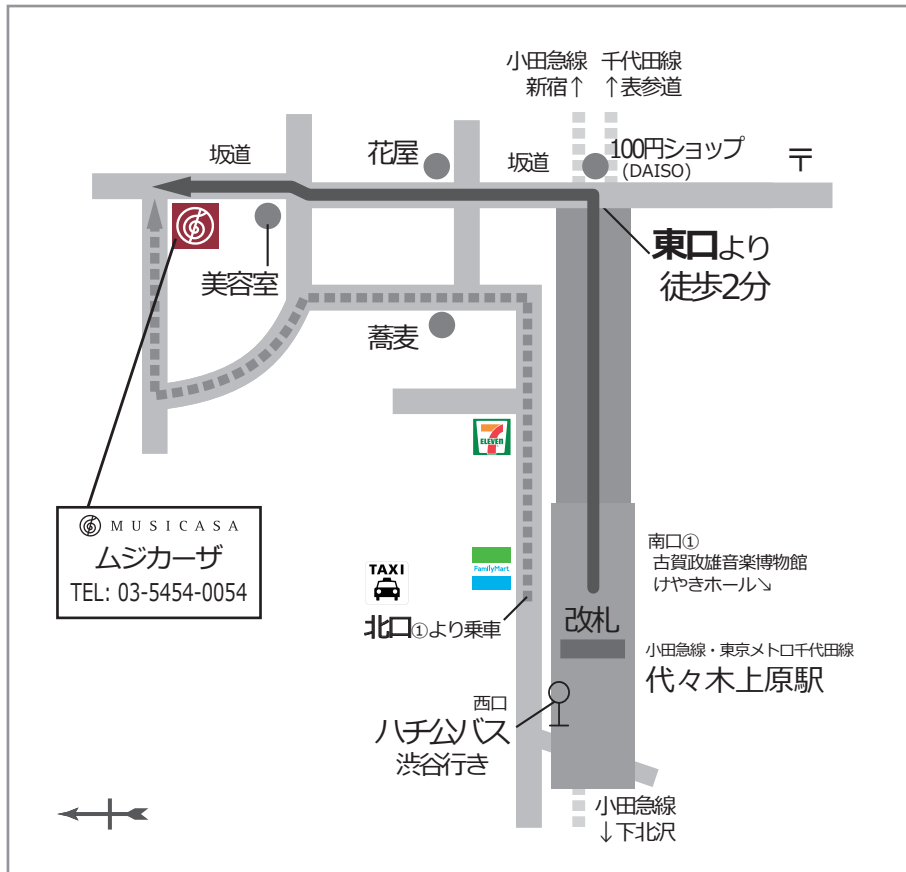 小田急線
新宿↑
千代田線
↑表参道
坂道
花屋
坂道
100円ショップ
(DAISO)
〒
東口より
徒歩2分
美容室
蕎麦
7
ELEVEN
MUSICASA
ムジカーザ
TEL: 03-5454-0054
TAXI
FamilyMart
北口①より乗車
南口①
古賀政雄音楽博物館
けやきホール↘
改札
小田急線・東京メトロ千代田線
代々木上原駅
西口
ハチ公バス
渋谷行き
小田急線
↓下北沢